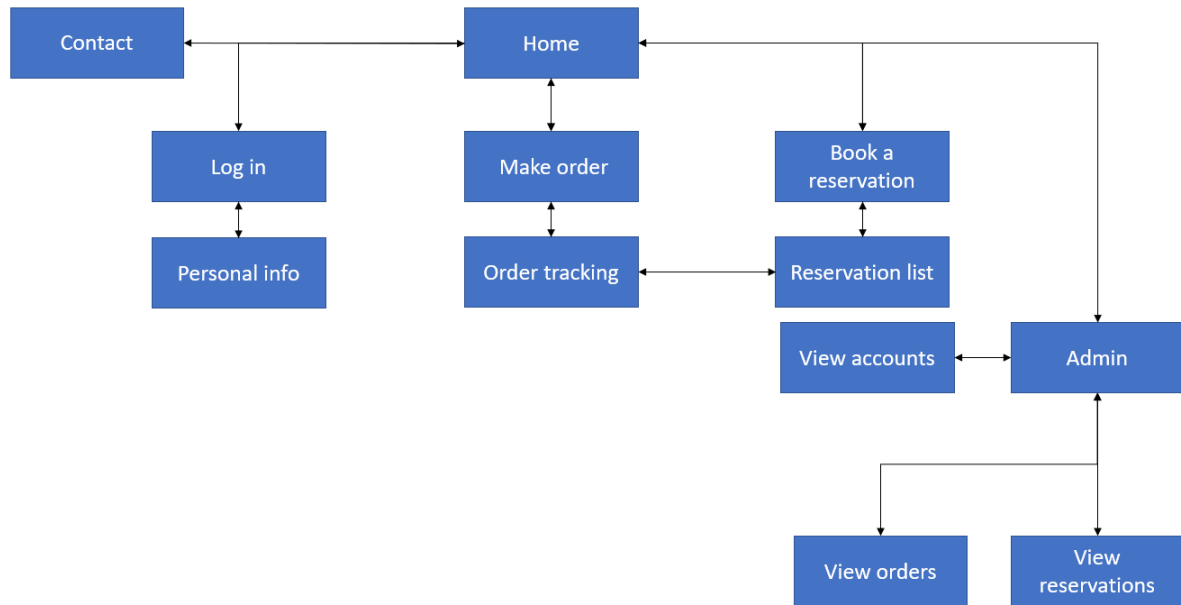 Contact
Home
Log in
Make order
Book a
reservation
Personal info
Order tracking
Reservation list
View accounts
Admin
View orders
View
reservations